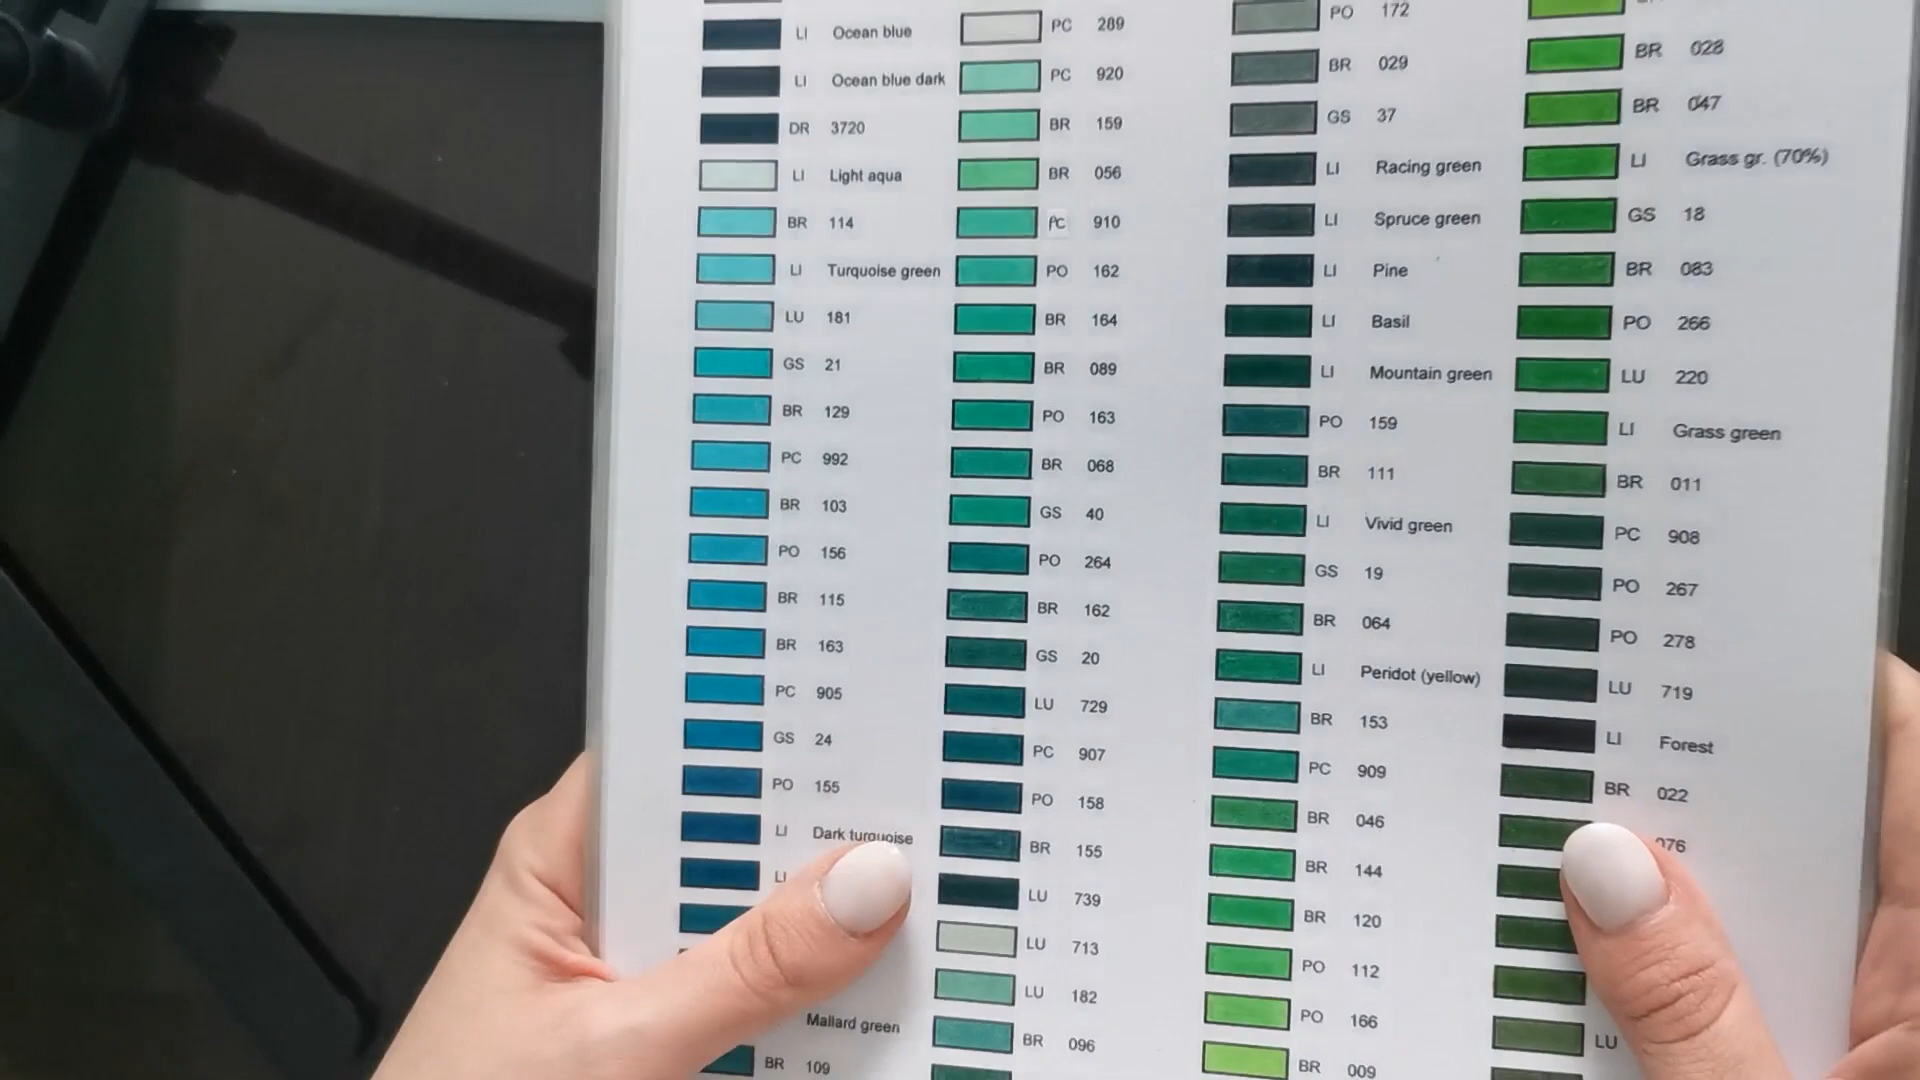 LI Ocean blue
LI Ocean blue dark
DR 3720
LI Light aqua
BR 114
LI Turquoise green
LU 181
GS 21
BR 129
PC 992
BR 103
PO 156
BR 115
BR 163
PC 905
GS 24
PO 155
LI Dark turquoise
LI
Mallard green
BR 109
PC 289
PC 920
BR 159
BR 056
PC 910
PO 162
BR 164
BR 089
PO 163
BR 068
GS 40
PO 264
BR 162
GS 20
LU 729
PC 907
PO 158
BR 155
LU 739
LU 713
LU 182
BR 096
PO 172
BR 029
GS 37
LI Racing green
LI Spruce green
LI Pine
LI Basil
LI Mountain green
PO 159
BR 111
LI Vivid green
GS 19
BR 064
LI Peridot (yellow)
BR 153
PC 909
BR 046
BR 144
BR 120
PO 112
PO 166
BR 009
BR 028
BR 047
LI Grass gr. (70%)
GS 18
BR 083
PO 266
LU 220
LI Grass green
BR 011
PC 908
PO 267
PO 278
LU 719
LI Forest
BR 022
076
LU